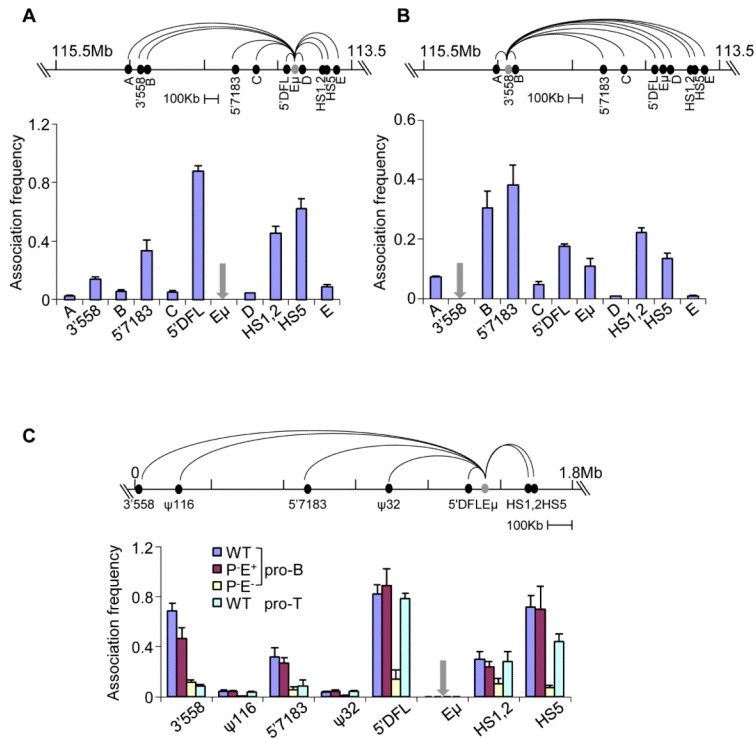 A
115.5Mb
113.5
A
3'558
B
5'7183
C
5'DFL
Eμ
D
HS1,2
HS5
E
100Kb
Association frequency
1.2
0.8
0.4
0
A
3'558
B
5'7183
C
5'DFL
Eμ
D
HS1,2
HS5
E
B
115.5Mb
113.5
A
3'558
B
5'7183
C
5'DFL
Eμ
D
HS1,2
HS5
E
100Kb
Association frequency
0.6
0.4
0.2
0
A
3'558
B
5'7183
C
5'DFL
Eμ
D
HS1,2
HS5
E
C
0
1.8Mb
3'558 ψ116 5'7183 ψ32 5'DFLEμ HS1,2HS5
100Kb
Association frequency
1.2
0.8
0.4
0
WT
P-E+ pro-B
P-E-
WT pro-T
3'558 ψ116 5'7183 ψ32 5'DFL Eμ HS1,2 HS5